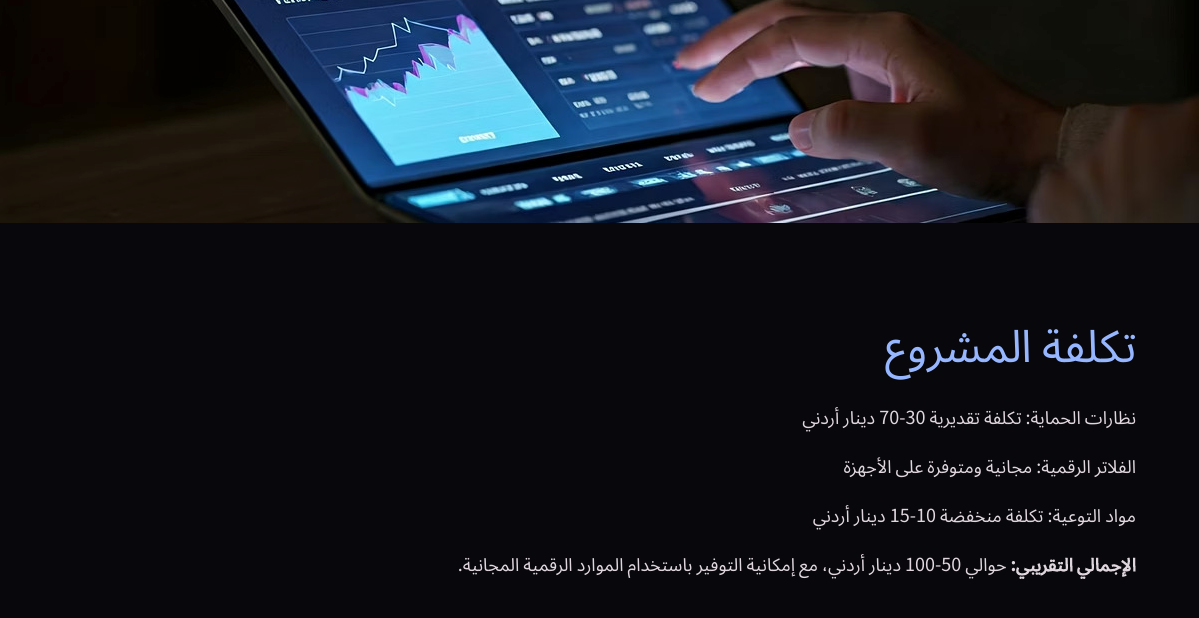 تكلفة المشروع
نظارات الحماية: تكلفة تقديرية 30-70 دينار أردني
الفلاتر الرقمية: مجانية ومتوفرة على الأجهزة
مواد التوعية: تكلفة منخفضة 10-15 دينار أردني
الإجمالي التقريبي: حوالي 50-100 دينار أردني، مع إمكانية التوفير باستخدام الموارد الرقمية المجانية.